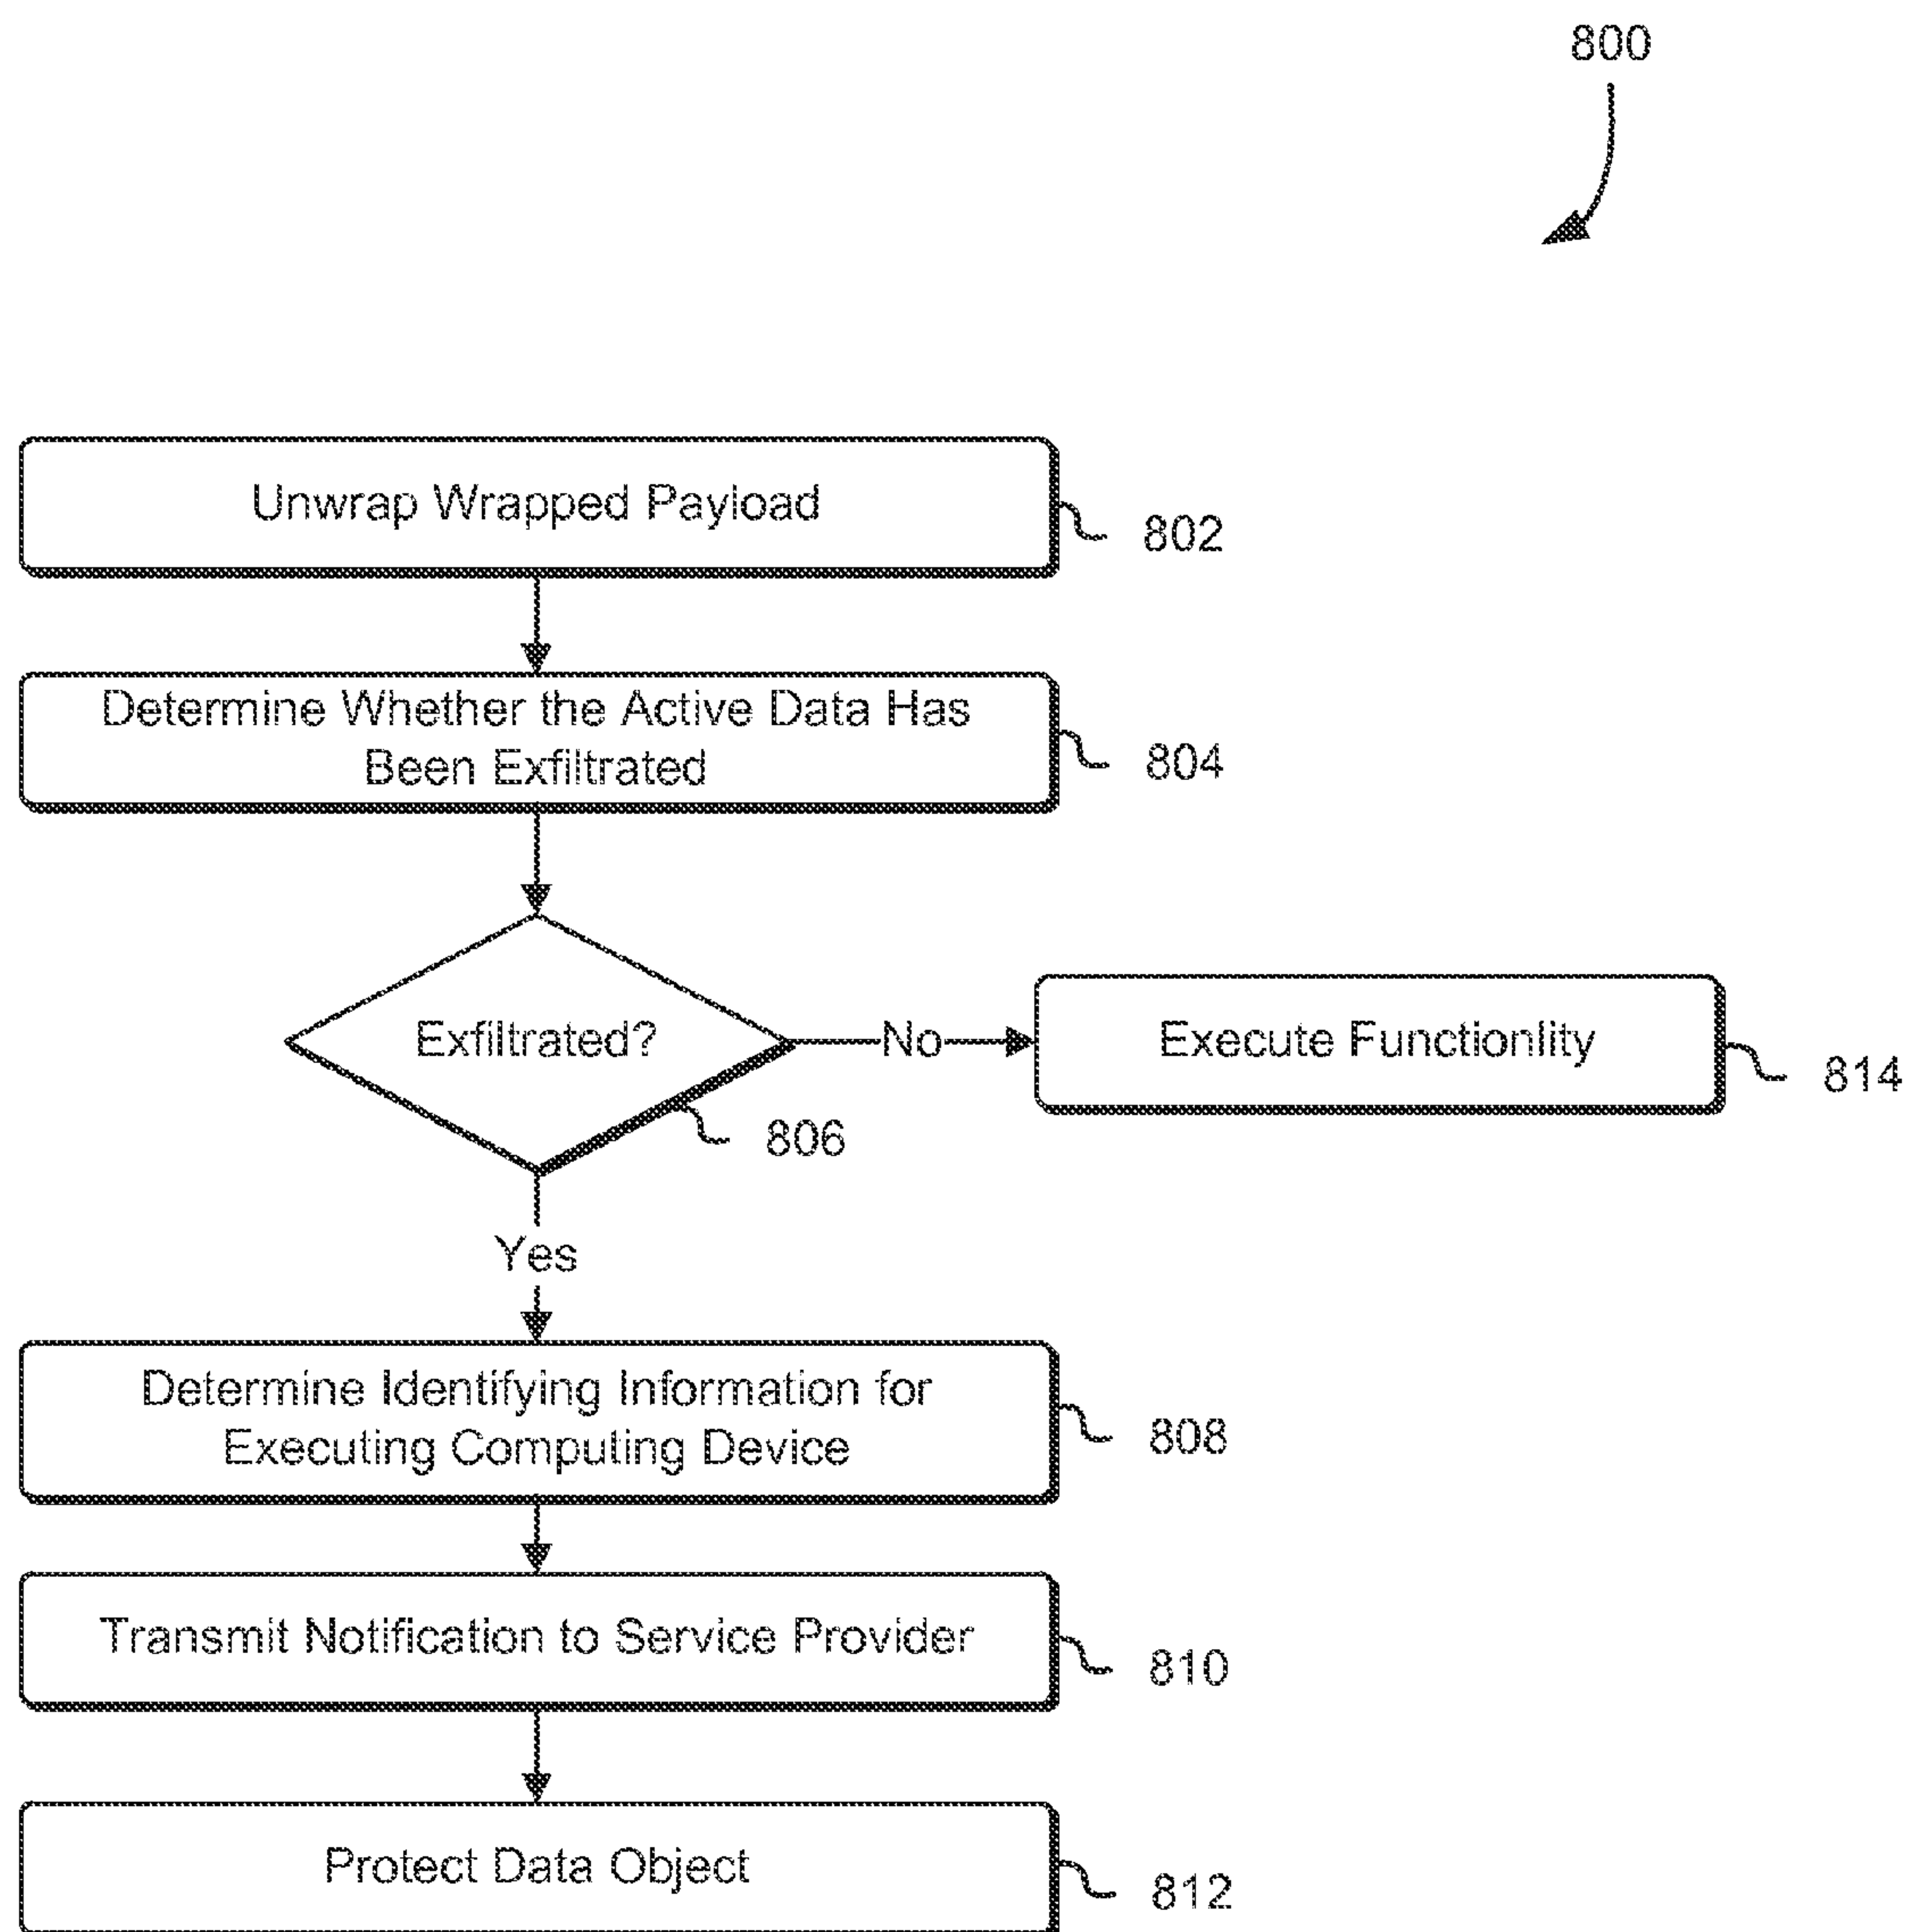 800
Unwrap Wrapped Payload
802
Determine Whether the Active Data Has
Been Exfiltrated
804
Exfiltrated?
No
Execute Functionlity
814
806
Yes
Determine Identifying Information for
Executing Computing Device
808
Transmit Notification to Service Provider
810
Protect Data Object
812